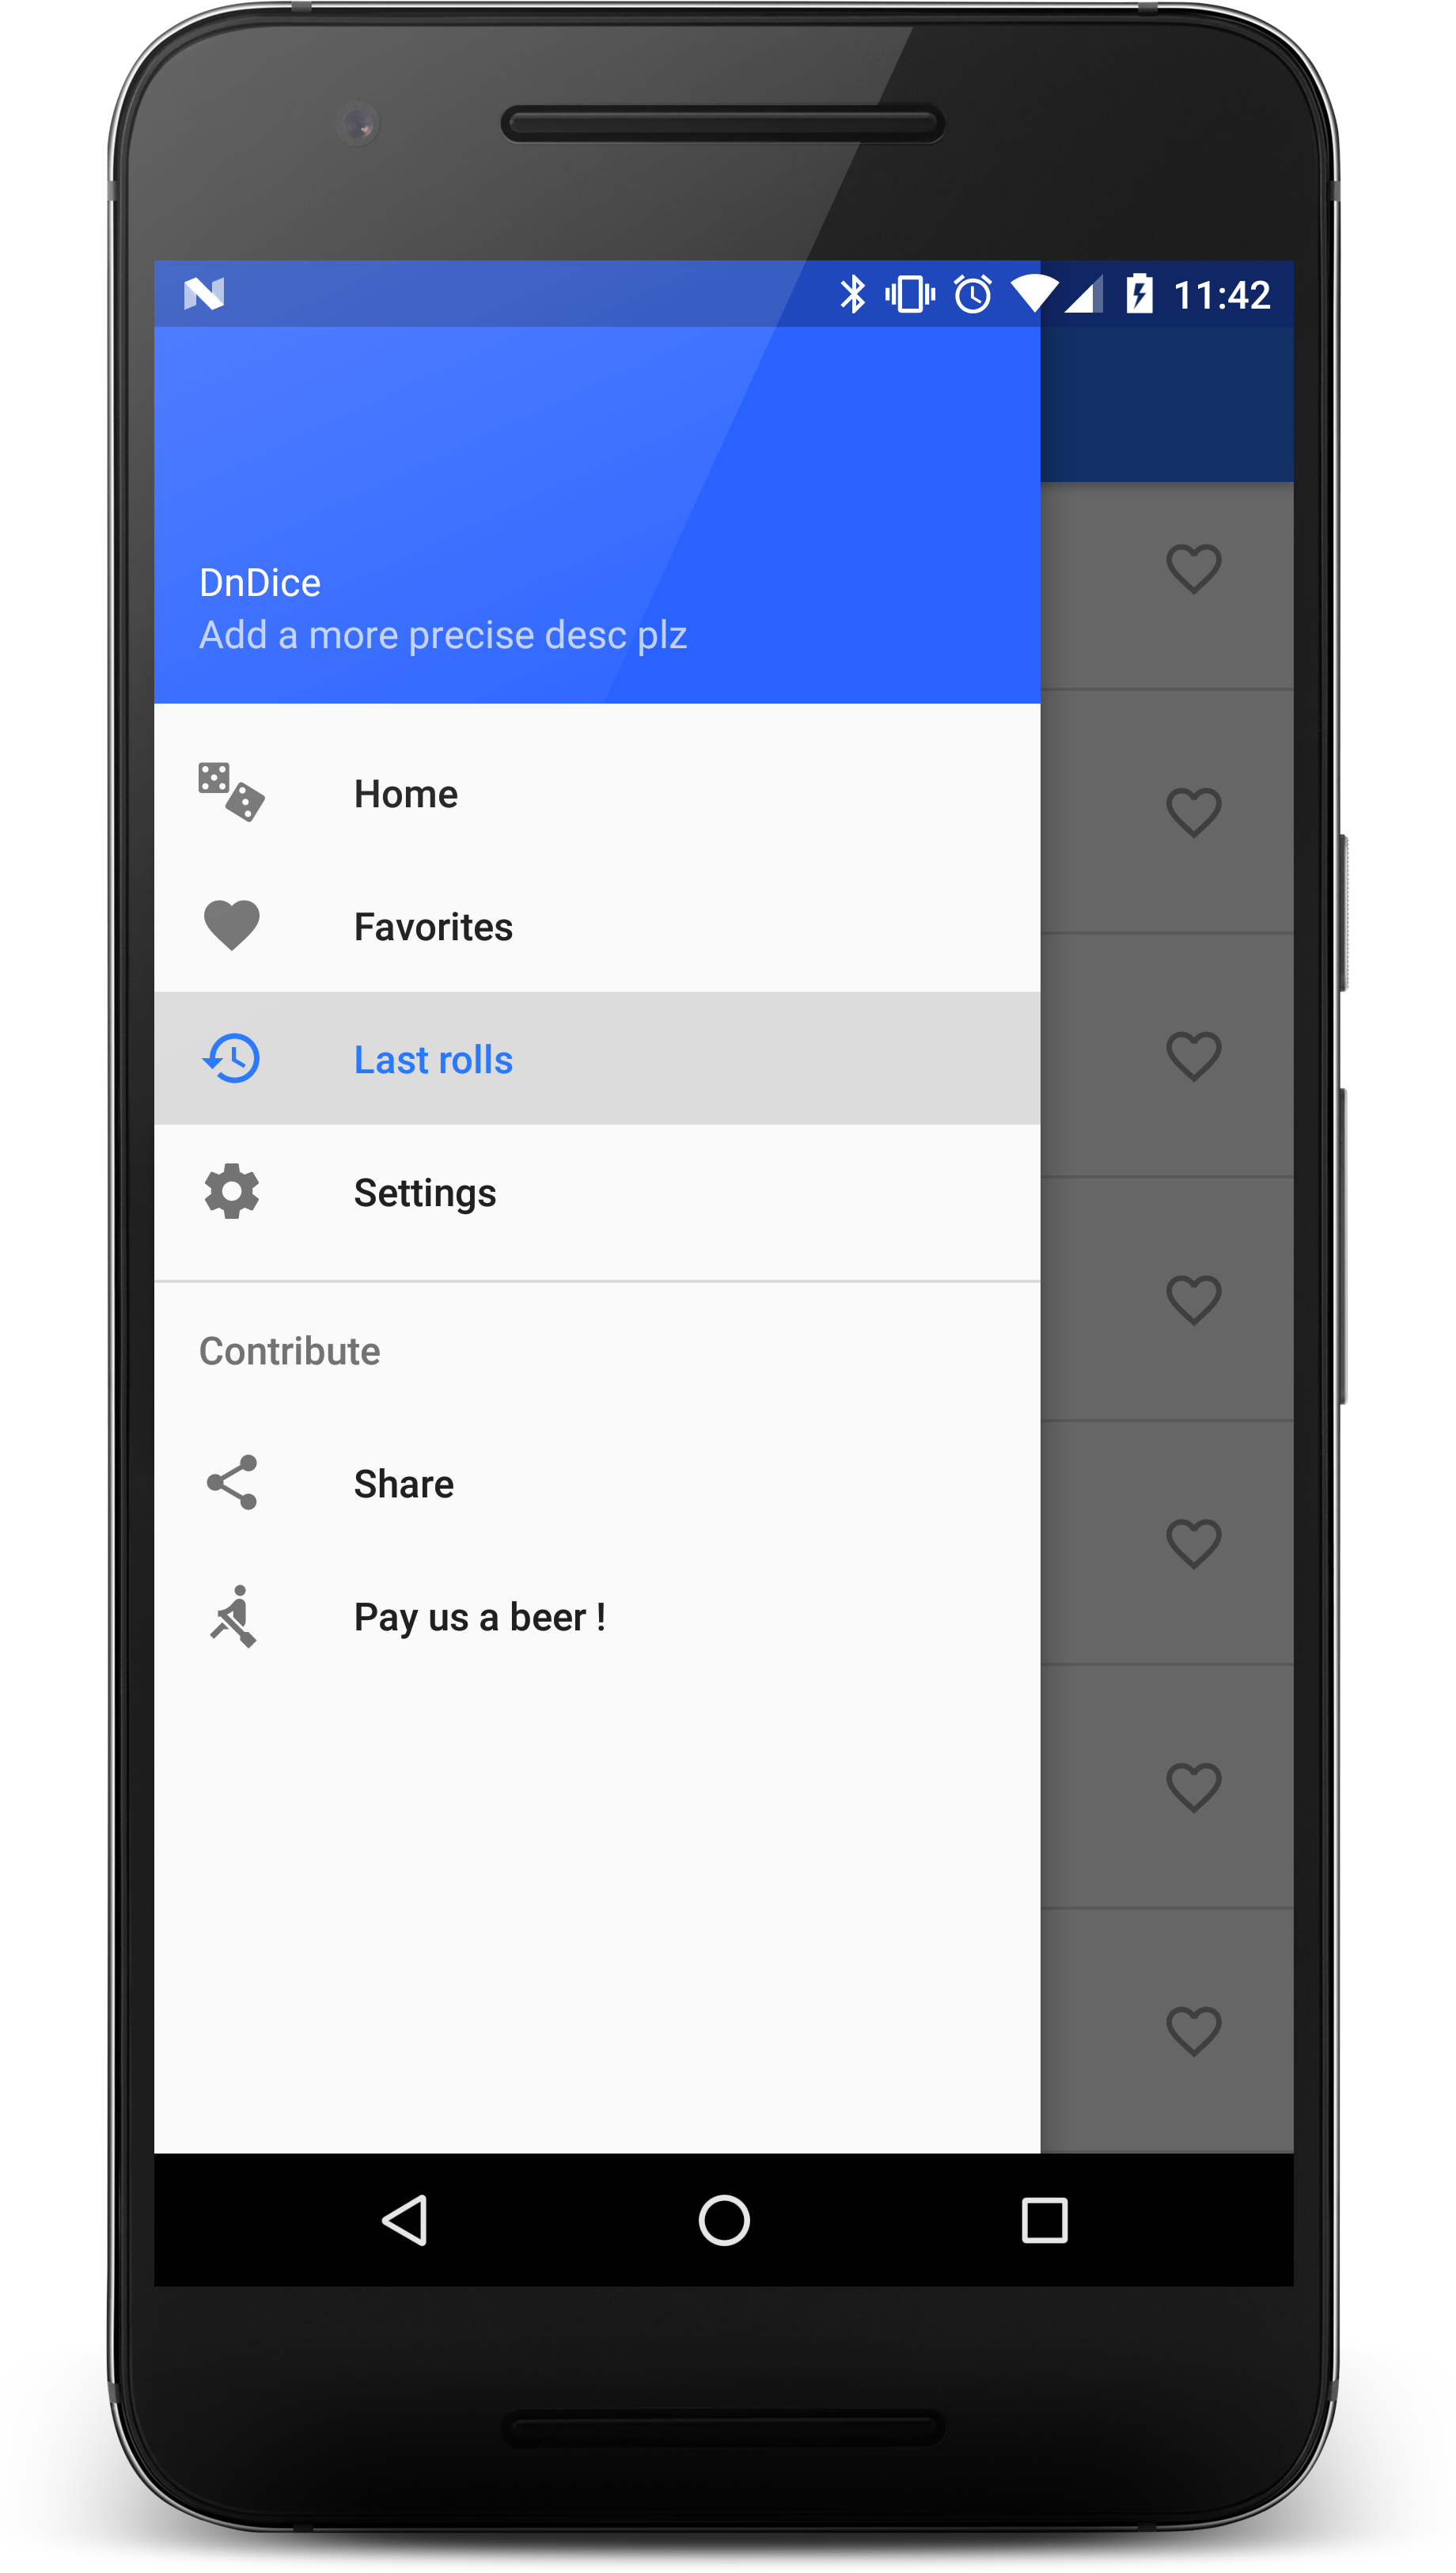 11:42
DnDice
Add a more precise desc plz
Home
Favorites
Last rolls
Settings
Contribute
Share
Pay us a beer !